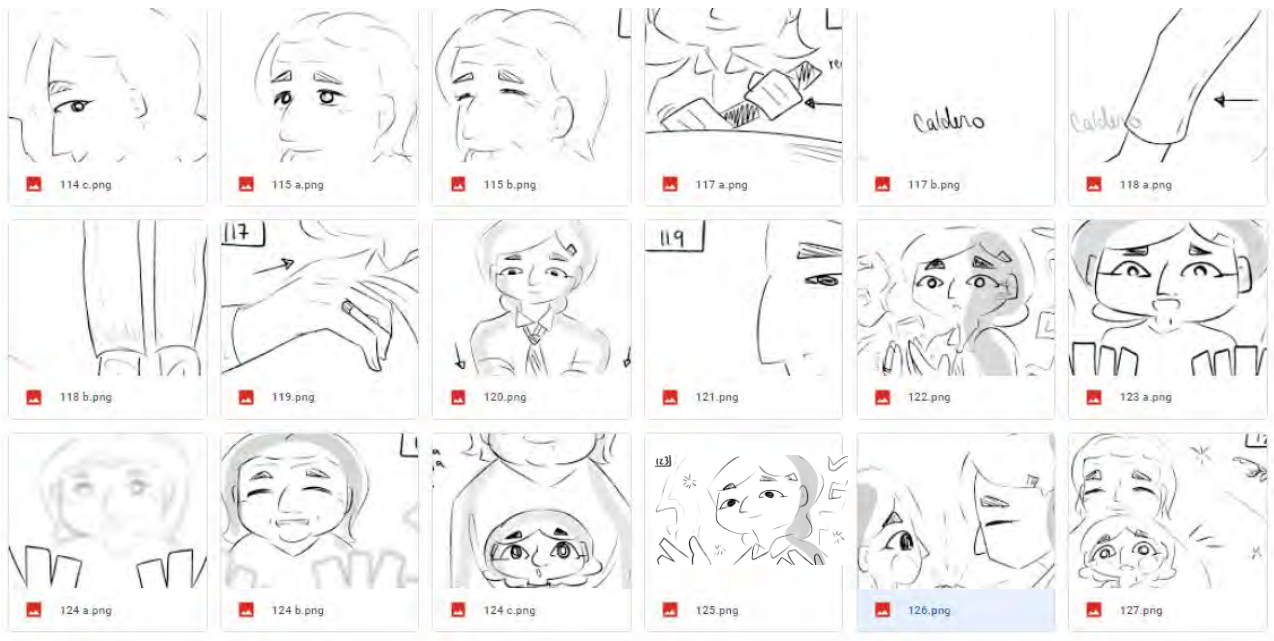 114 c.png
115 a.png
115 b.png
117 a.png
117 b.png
118 a.png
Caldero
Caldero
118 b.png
119.png
120.png
121.png
122.png
123 a.png
117
119
124 a.png
124 b.png
124 c.png
125.png
126.png
127.png
123